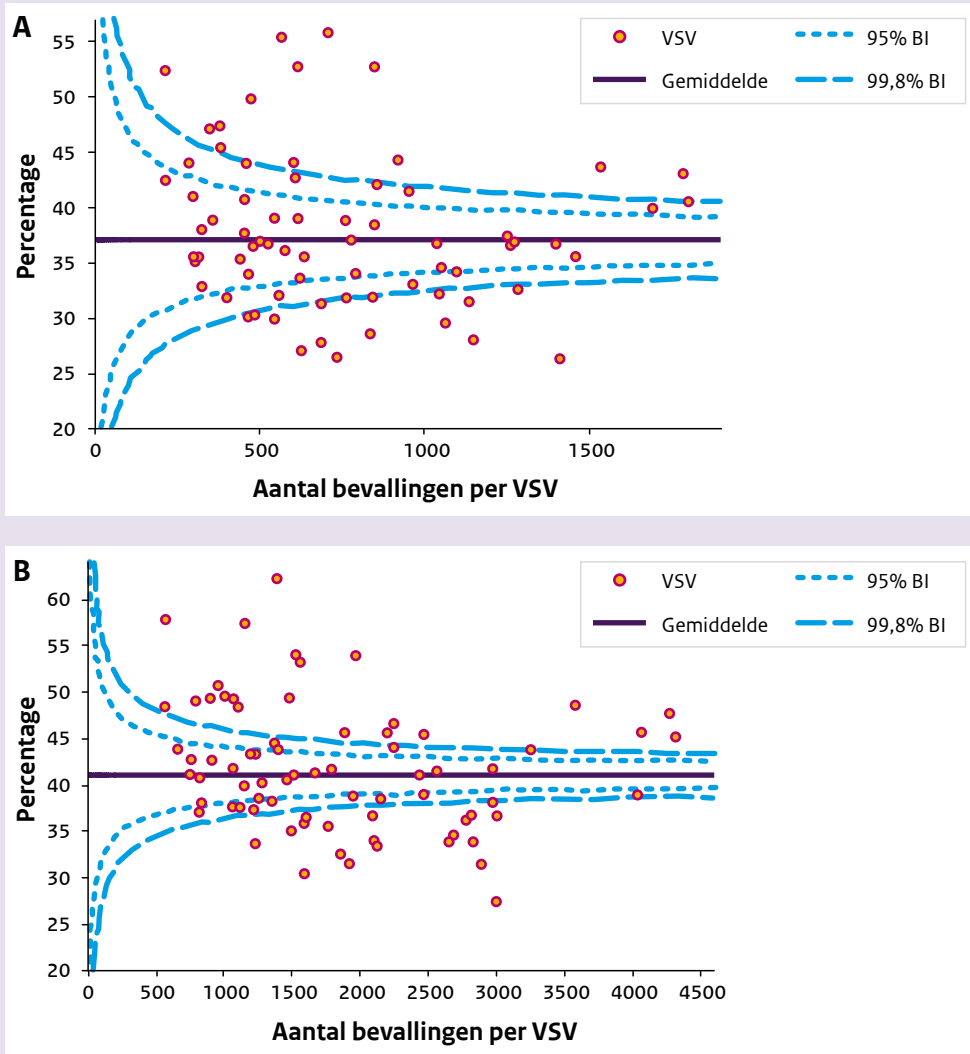 A
VSV
95% BI
Gemiddelde
99,8% BI
Percentage
55
50
45
40
35
30
25
20
0
500
1000
1500
Aantal bevallingen per VSV
B
VSV
95% BI
Gemiddelde
99,8% BI
Percentage
60
55
50
45
40
35
30
25
20
0
500
1000
1500
2000
2500
3000
3500
4000
4500
Aantal bevallingen per VSV